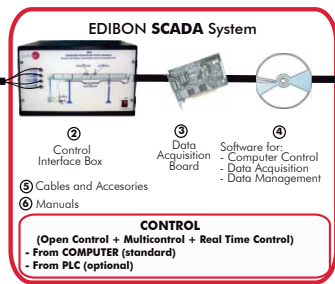 EDIBON SCADA System
② ③ ④
Control
Interface Box
Data
Acquisition
Board
Software for:
- Computer Control
- Data Acquisition
- Data Management
⑤ Cables and Accesories
⑥ Manuals
CONTROL
(Open Control + Multicontrol + Real Time Control)
- From COMPUTER (standard)
- From PLC (optional)